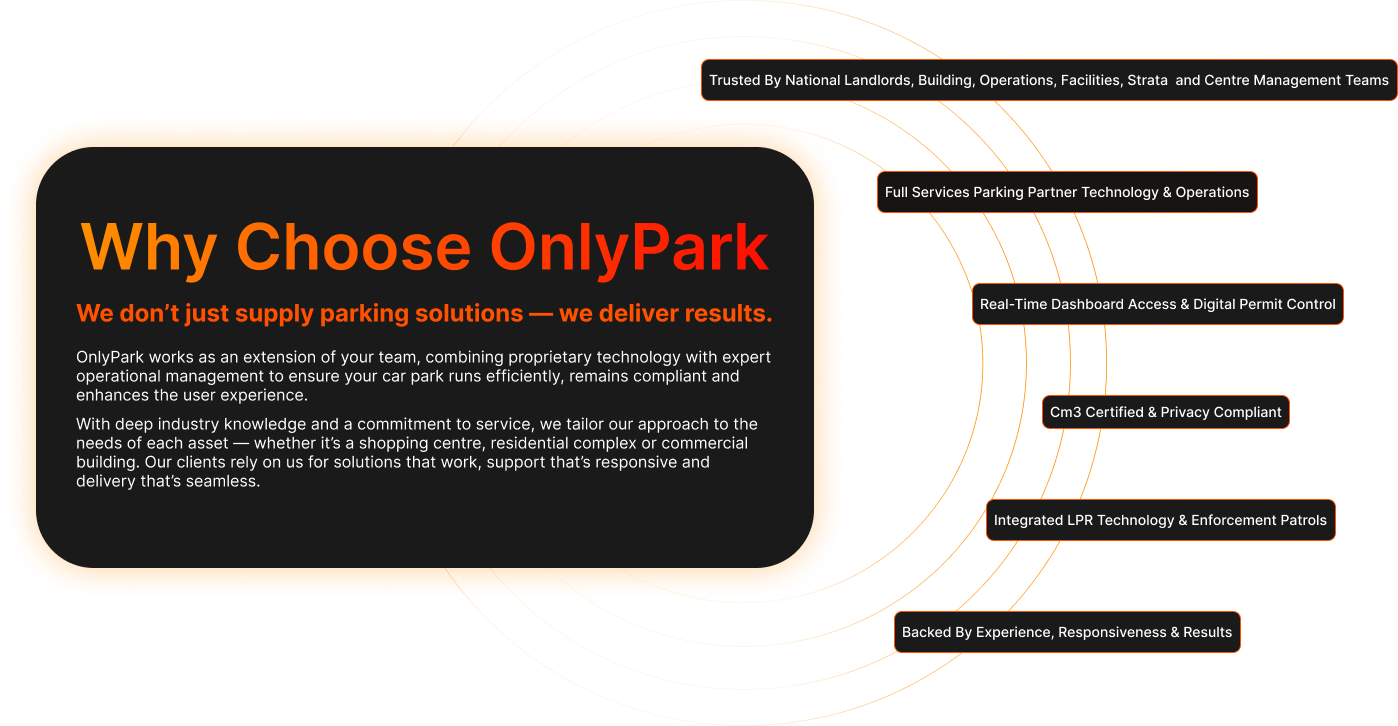 Why Choose OnlyPark
We don’t just supply parking solutions — we deliver results.
OnlyPark works as an extension of your team, combining proprietary technology with expert
operational management to ensure your car park runs efficiently, remains compliant and
enhances the user experience.
With deep industry knowledge and a commitment to service, we tailor our approach to the
needs of each asset — whether it’s a shopping centre, residential complex or commercial
building. Our clients rely on us for solutions that work, support that’s responsive and
delivery that’s seamless.
Trusted By National Landlords, Building, Operations, Facilities, Strata  and Centre Management Teams
Full Services Parking Partner Technology & Operations
Real-Time Dashboard Access & Digital Permit Control
Cm3 Certified & Privacy Compliant
Integrated LPR Technology & Enforcement Patrols
Backed By Experience, Responsiveness & Results